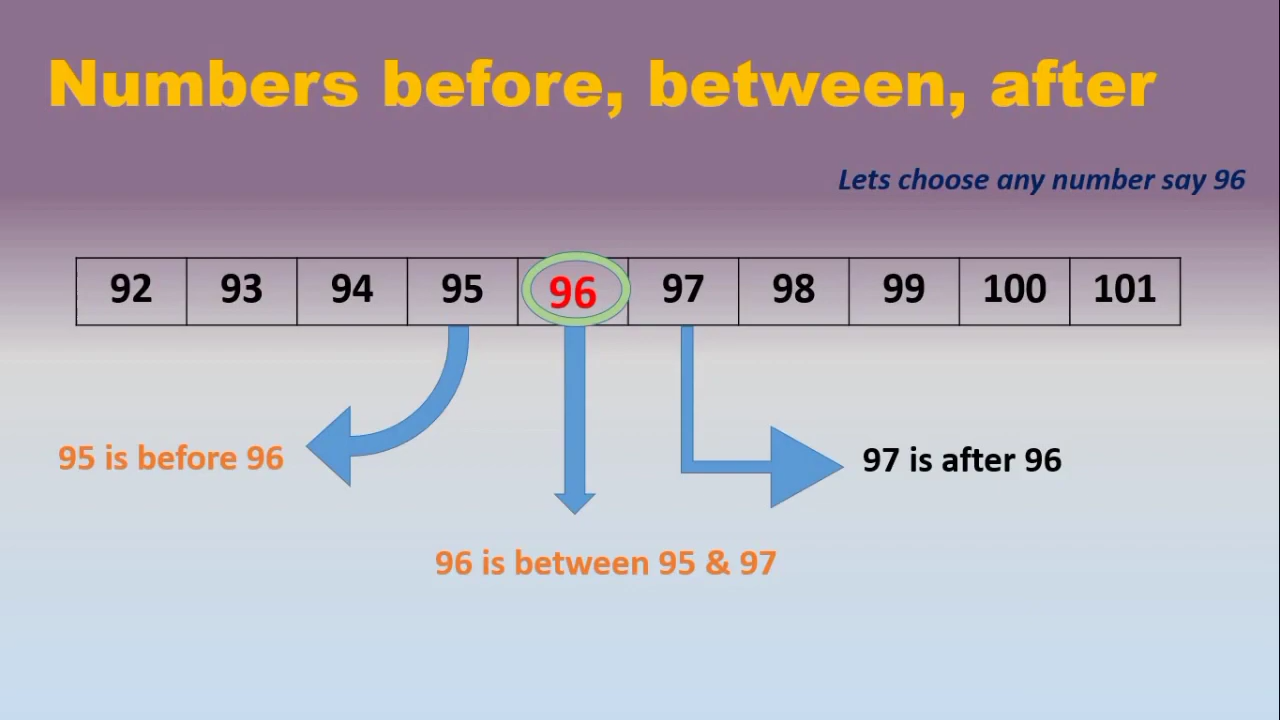 Numbers before, between, after
Lets choose any number say 96
92 93 94 95 96 97 98 99 100 101
95 is before 96
97 is after 96
96 is between 95 & 97